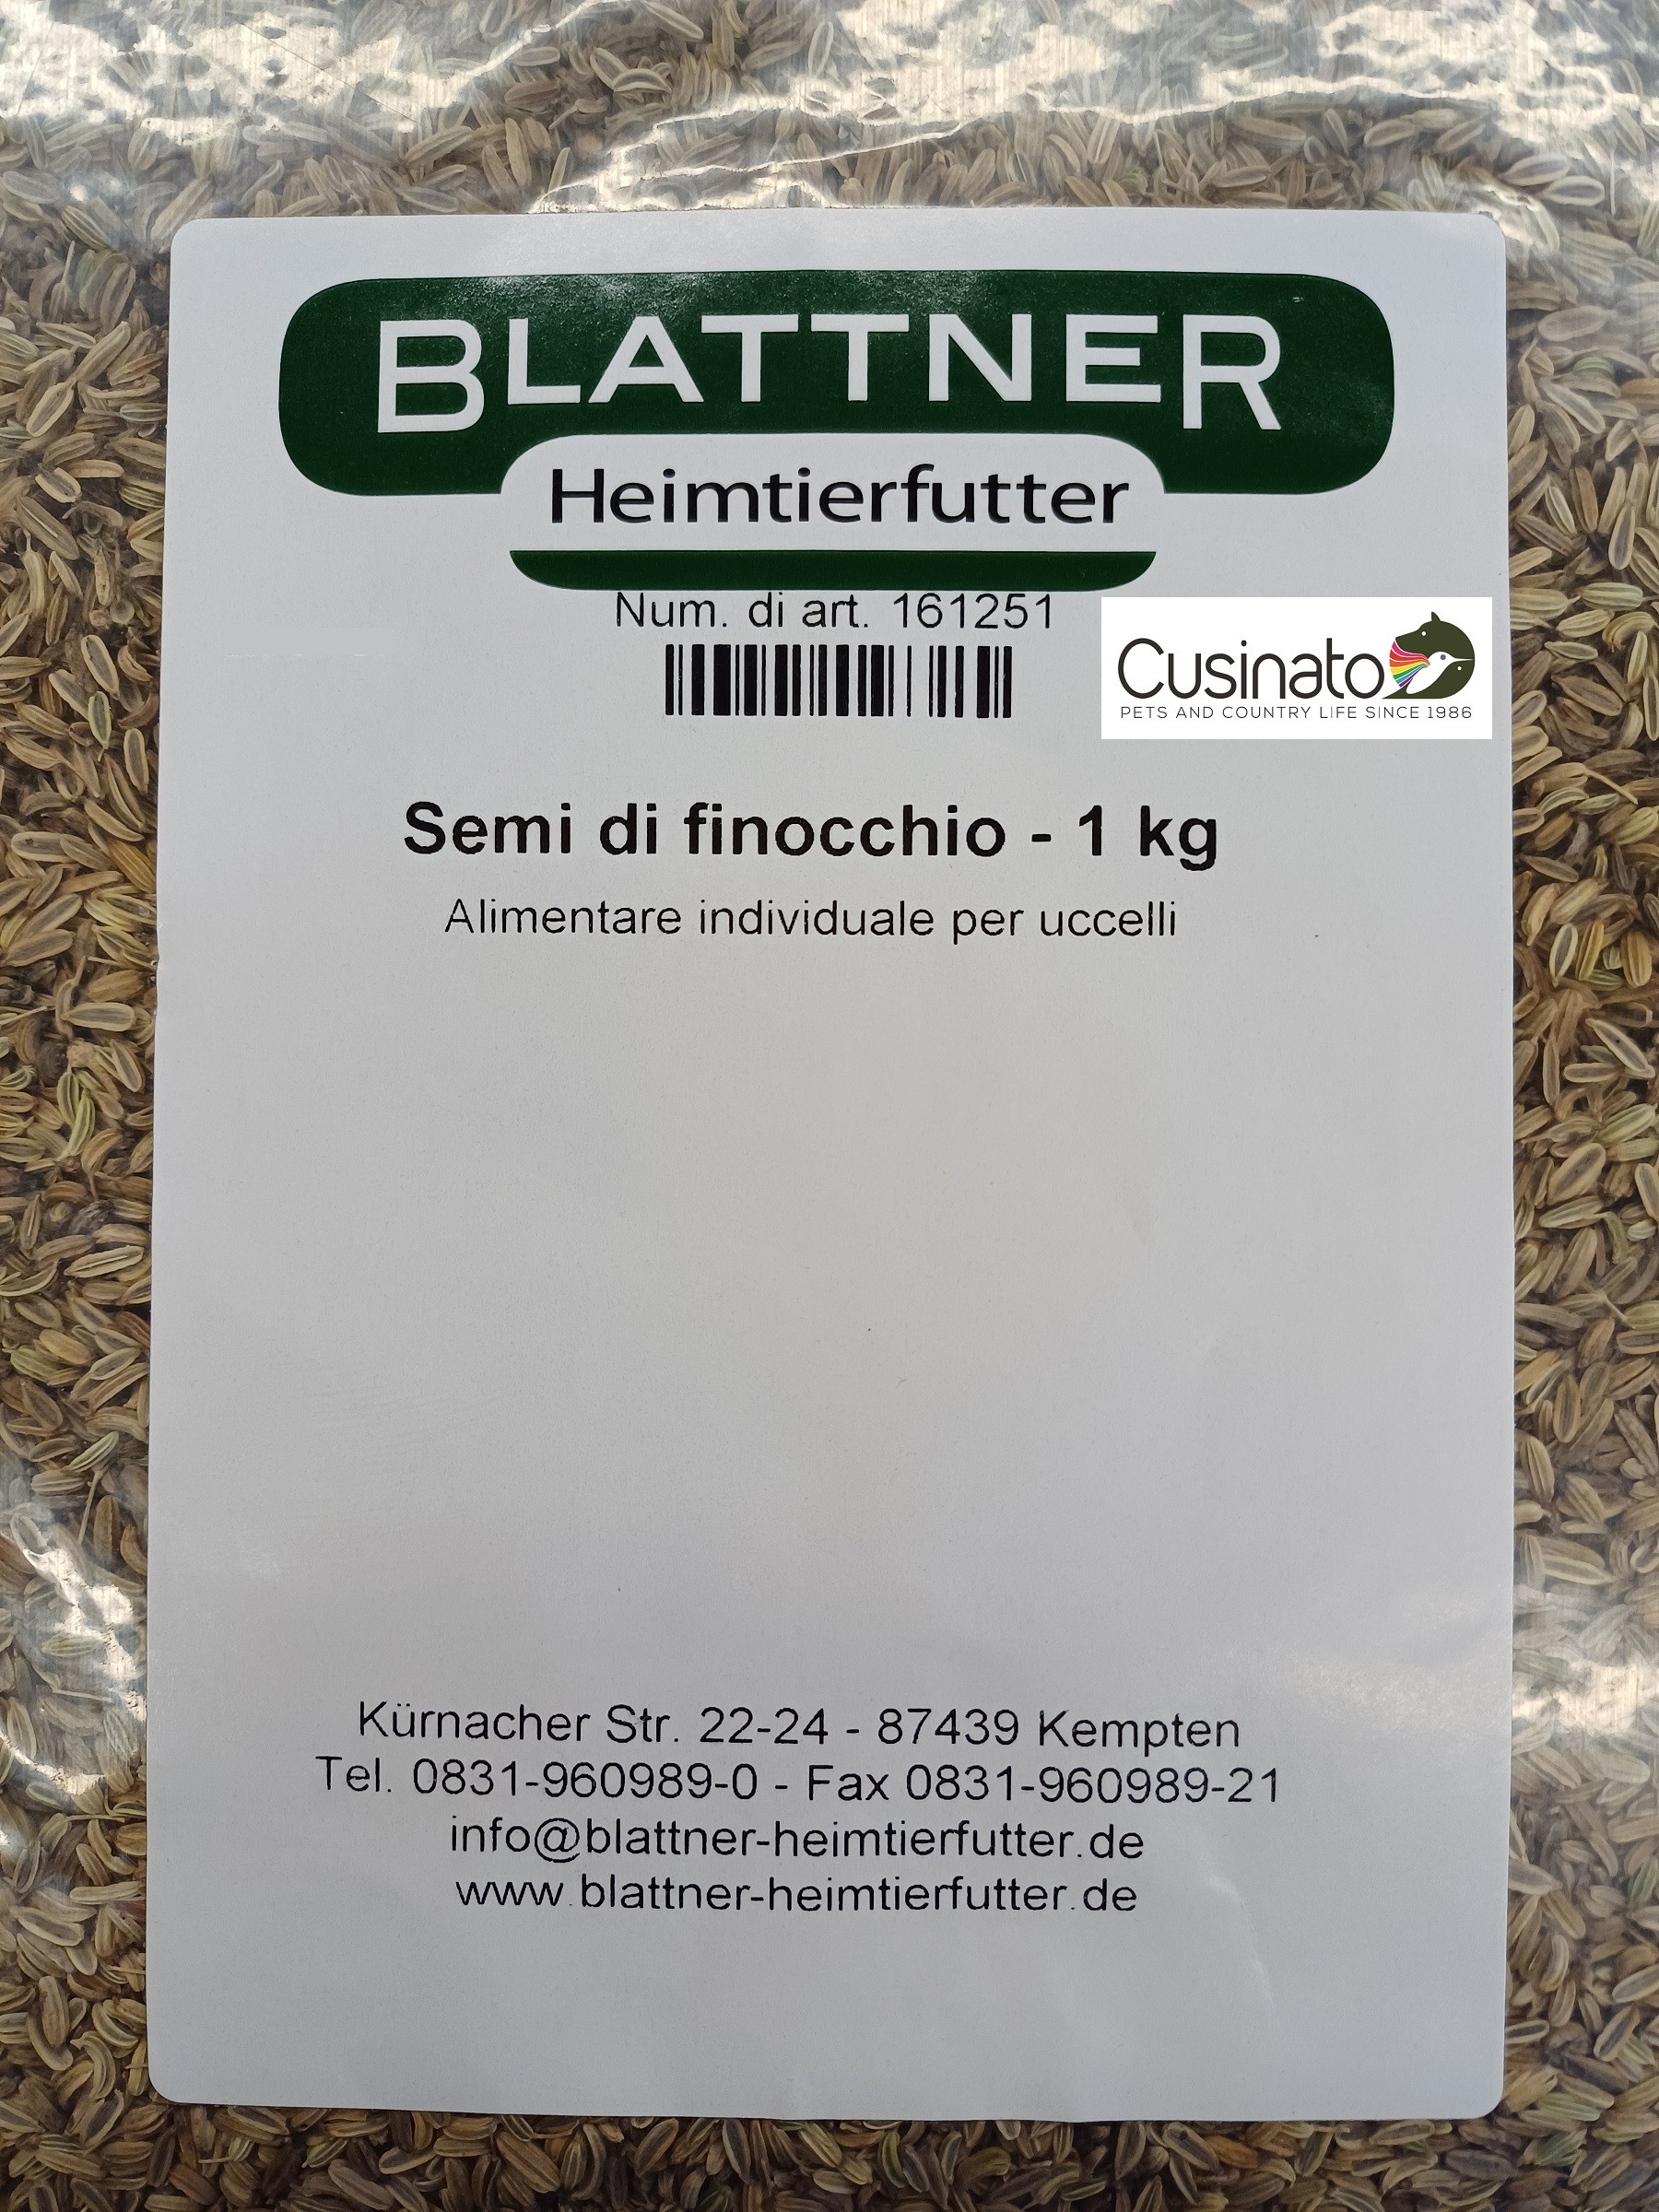 BLATTNER
Heimtierfutter
Num. di art. 161251
Cusinato
PETS AND COUNTRY LIFE SINCE 1986
Semi di finocchio - 1 kg
Alimentare individuale per uccelli
Kürnacher Str. 22-24 - 87439 Kempten
Tel. 0831-960989-0 - Fax 0831-960989-21
info@blattner-heimtierfutter.de
www.blattner-heimtierfutter.de